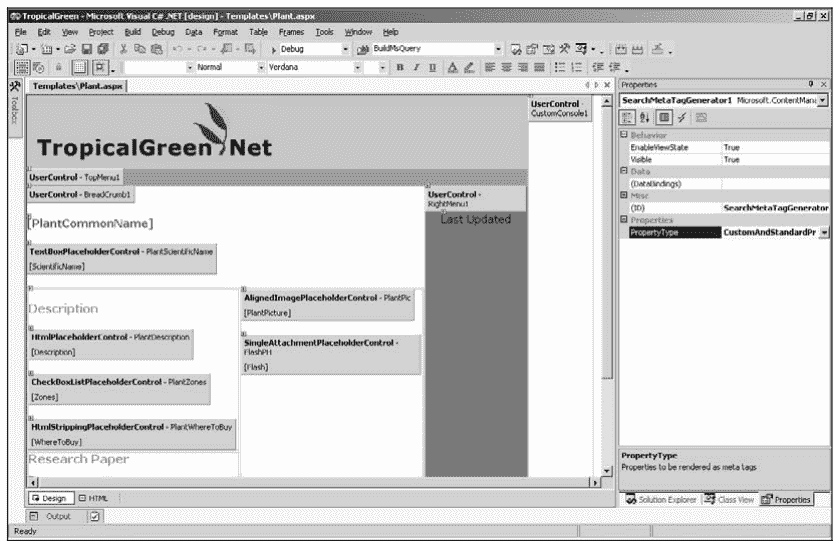 TropicalGreen - Microsoft Visual C# .NET [design] - Templates\Plant.aspx
File Edit View Project Build Debug Data Format Table Frames Tools Window Help
Debug BuildMsQuery
Normal Verdana B I U
Toolbox
Templates\Plant.aspx
TropicalGreen Net
UserControl - CustomConsole1
UserControl - TopMenu1
UserControl - BreadCrumb1
UserControl - RightMenu1
Last Updated
[PlantCommonName]
TextBoxPlaceholderControl - PlantScientificName
[ScientificName]
Description
HtmlPlaceholderControl - PlantDescription
[Description]
CheckBoxListPlaceholderControl - PlantZones
[Zones]
HtmlStrippingPlaceholderControl - PlantWhereToBuy
[WhereToBuy]
Research Paper
AlignedImagePlaceholderControl - PlantPic
[PlantPicture]
SingleAttachmentPlaceholderControl -
FlashPH
[Flash]
Design HTML
Output
Ready
Properties
SearchMetaTagGenerator1 Microsoft.ContentMana
Behavior
EnableViewState True
Visible True
Data
(DataBindings)
Misc
(ID) SearchMetaTagGenerator
Properties
PropertyType CustomAndStandardPr
PropertyType
Properties to be rendered as meta tags
Solution Explorer Class View Properties